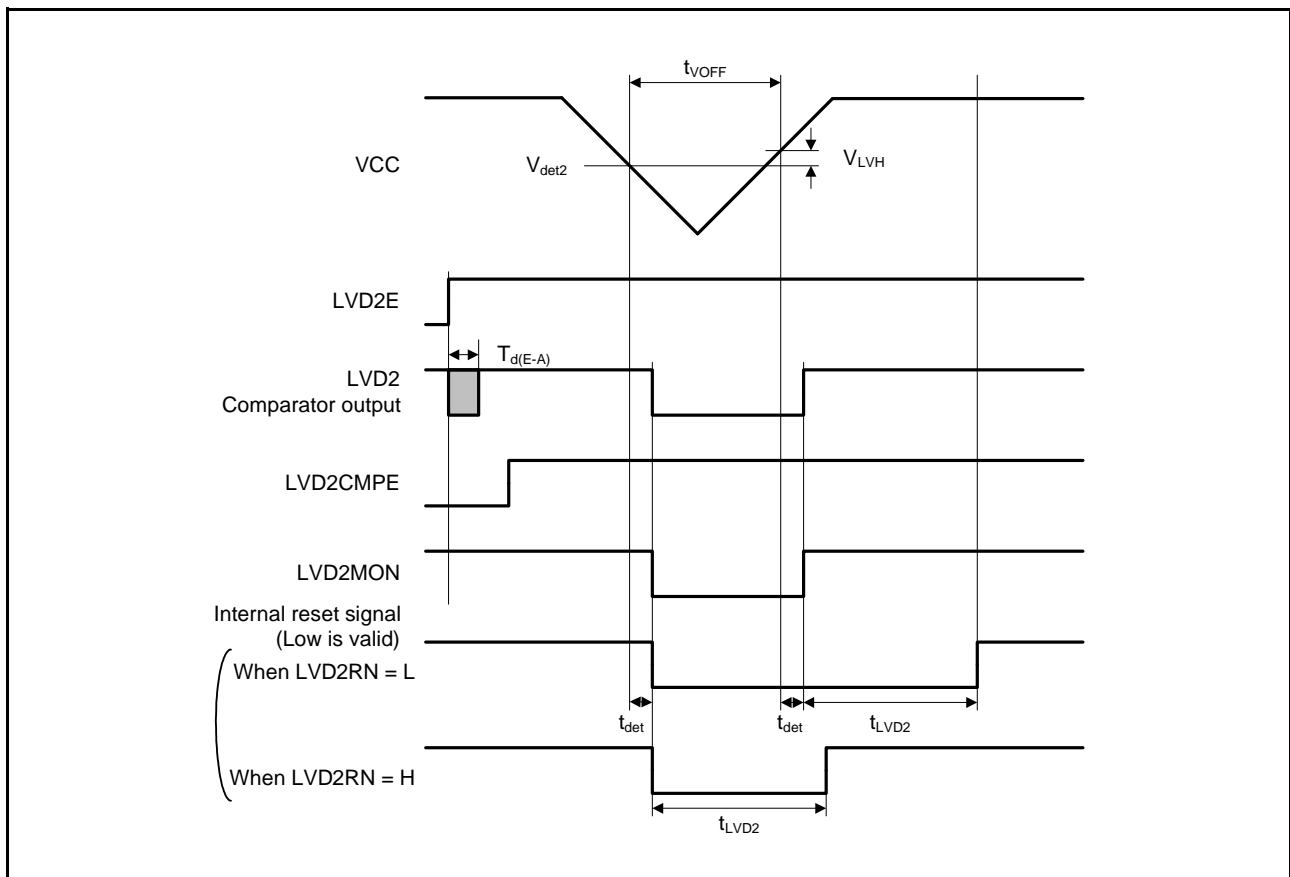 tVOFF
VCC
Vdet2
VLVH
LVD2E
Td(E-A)
LVD2
Comparator output
LVD2CMPE
LVD2MON
Internal reset signal
(Low is valid)
When LVD2RN = L
tdet
tdet
tLVD2
When LVD2RN = H
tLVD2